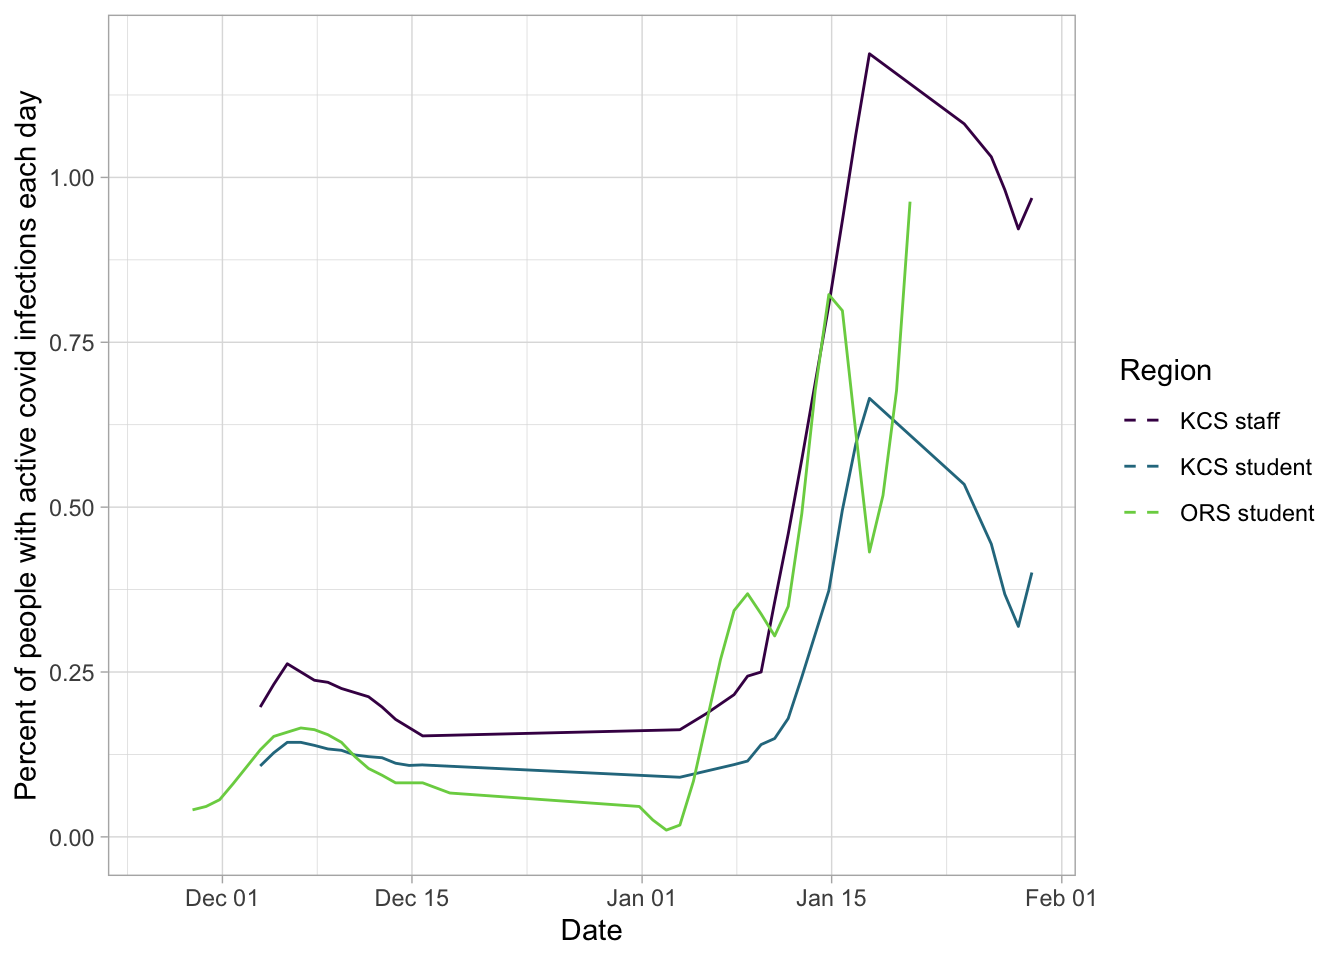 Percent of people with active covid infections each day
1.00
0.75
0.50
0.25
0.00
Dec 01
Dec 15
Jan 01
Jan 15
Feb 01
Date
Region
KCS staff
KCS student
ORS student